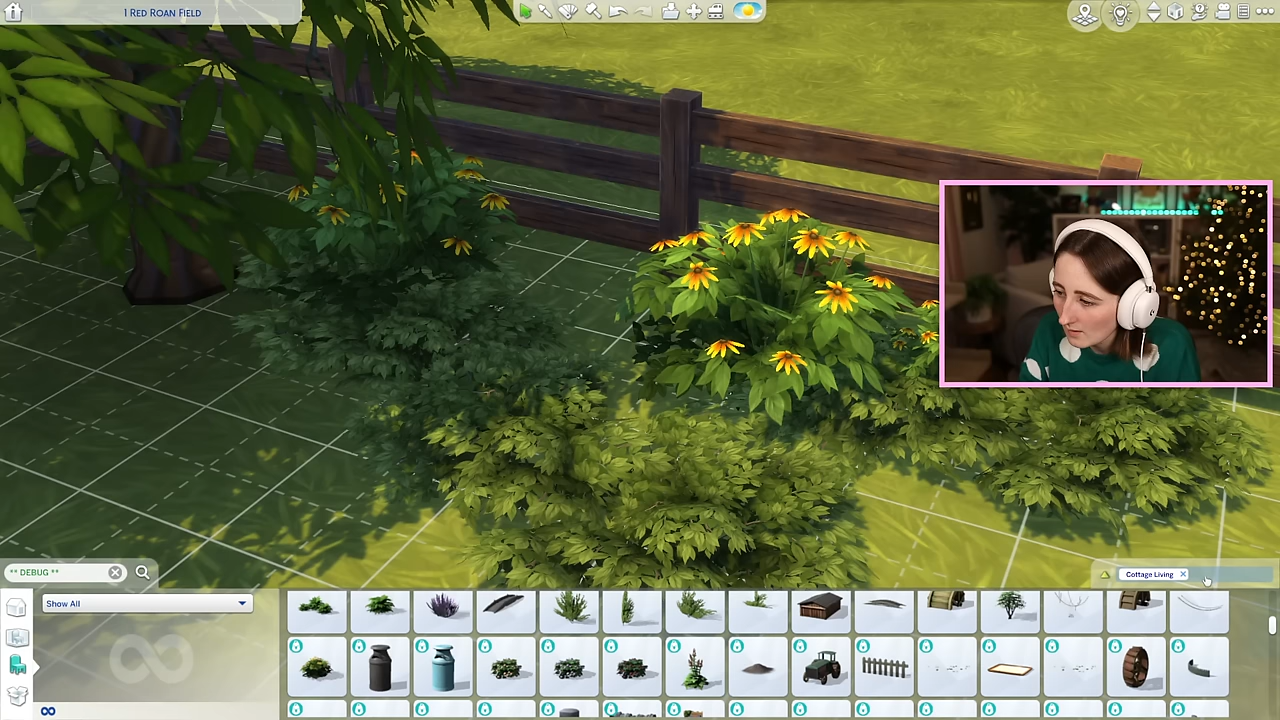 1 Red Roan Field
** DEBUG **
Cottage Living
Show All